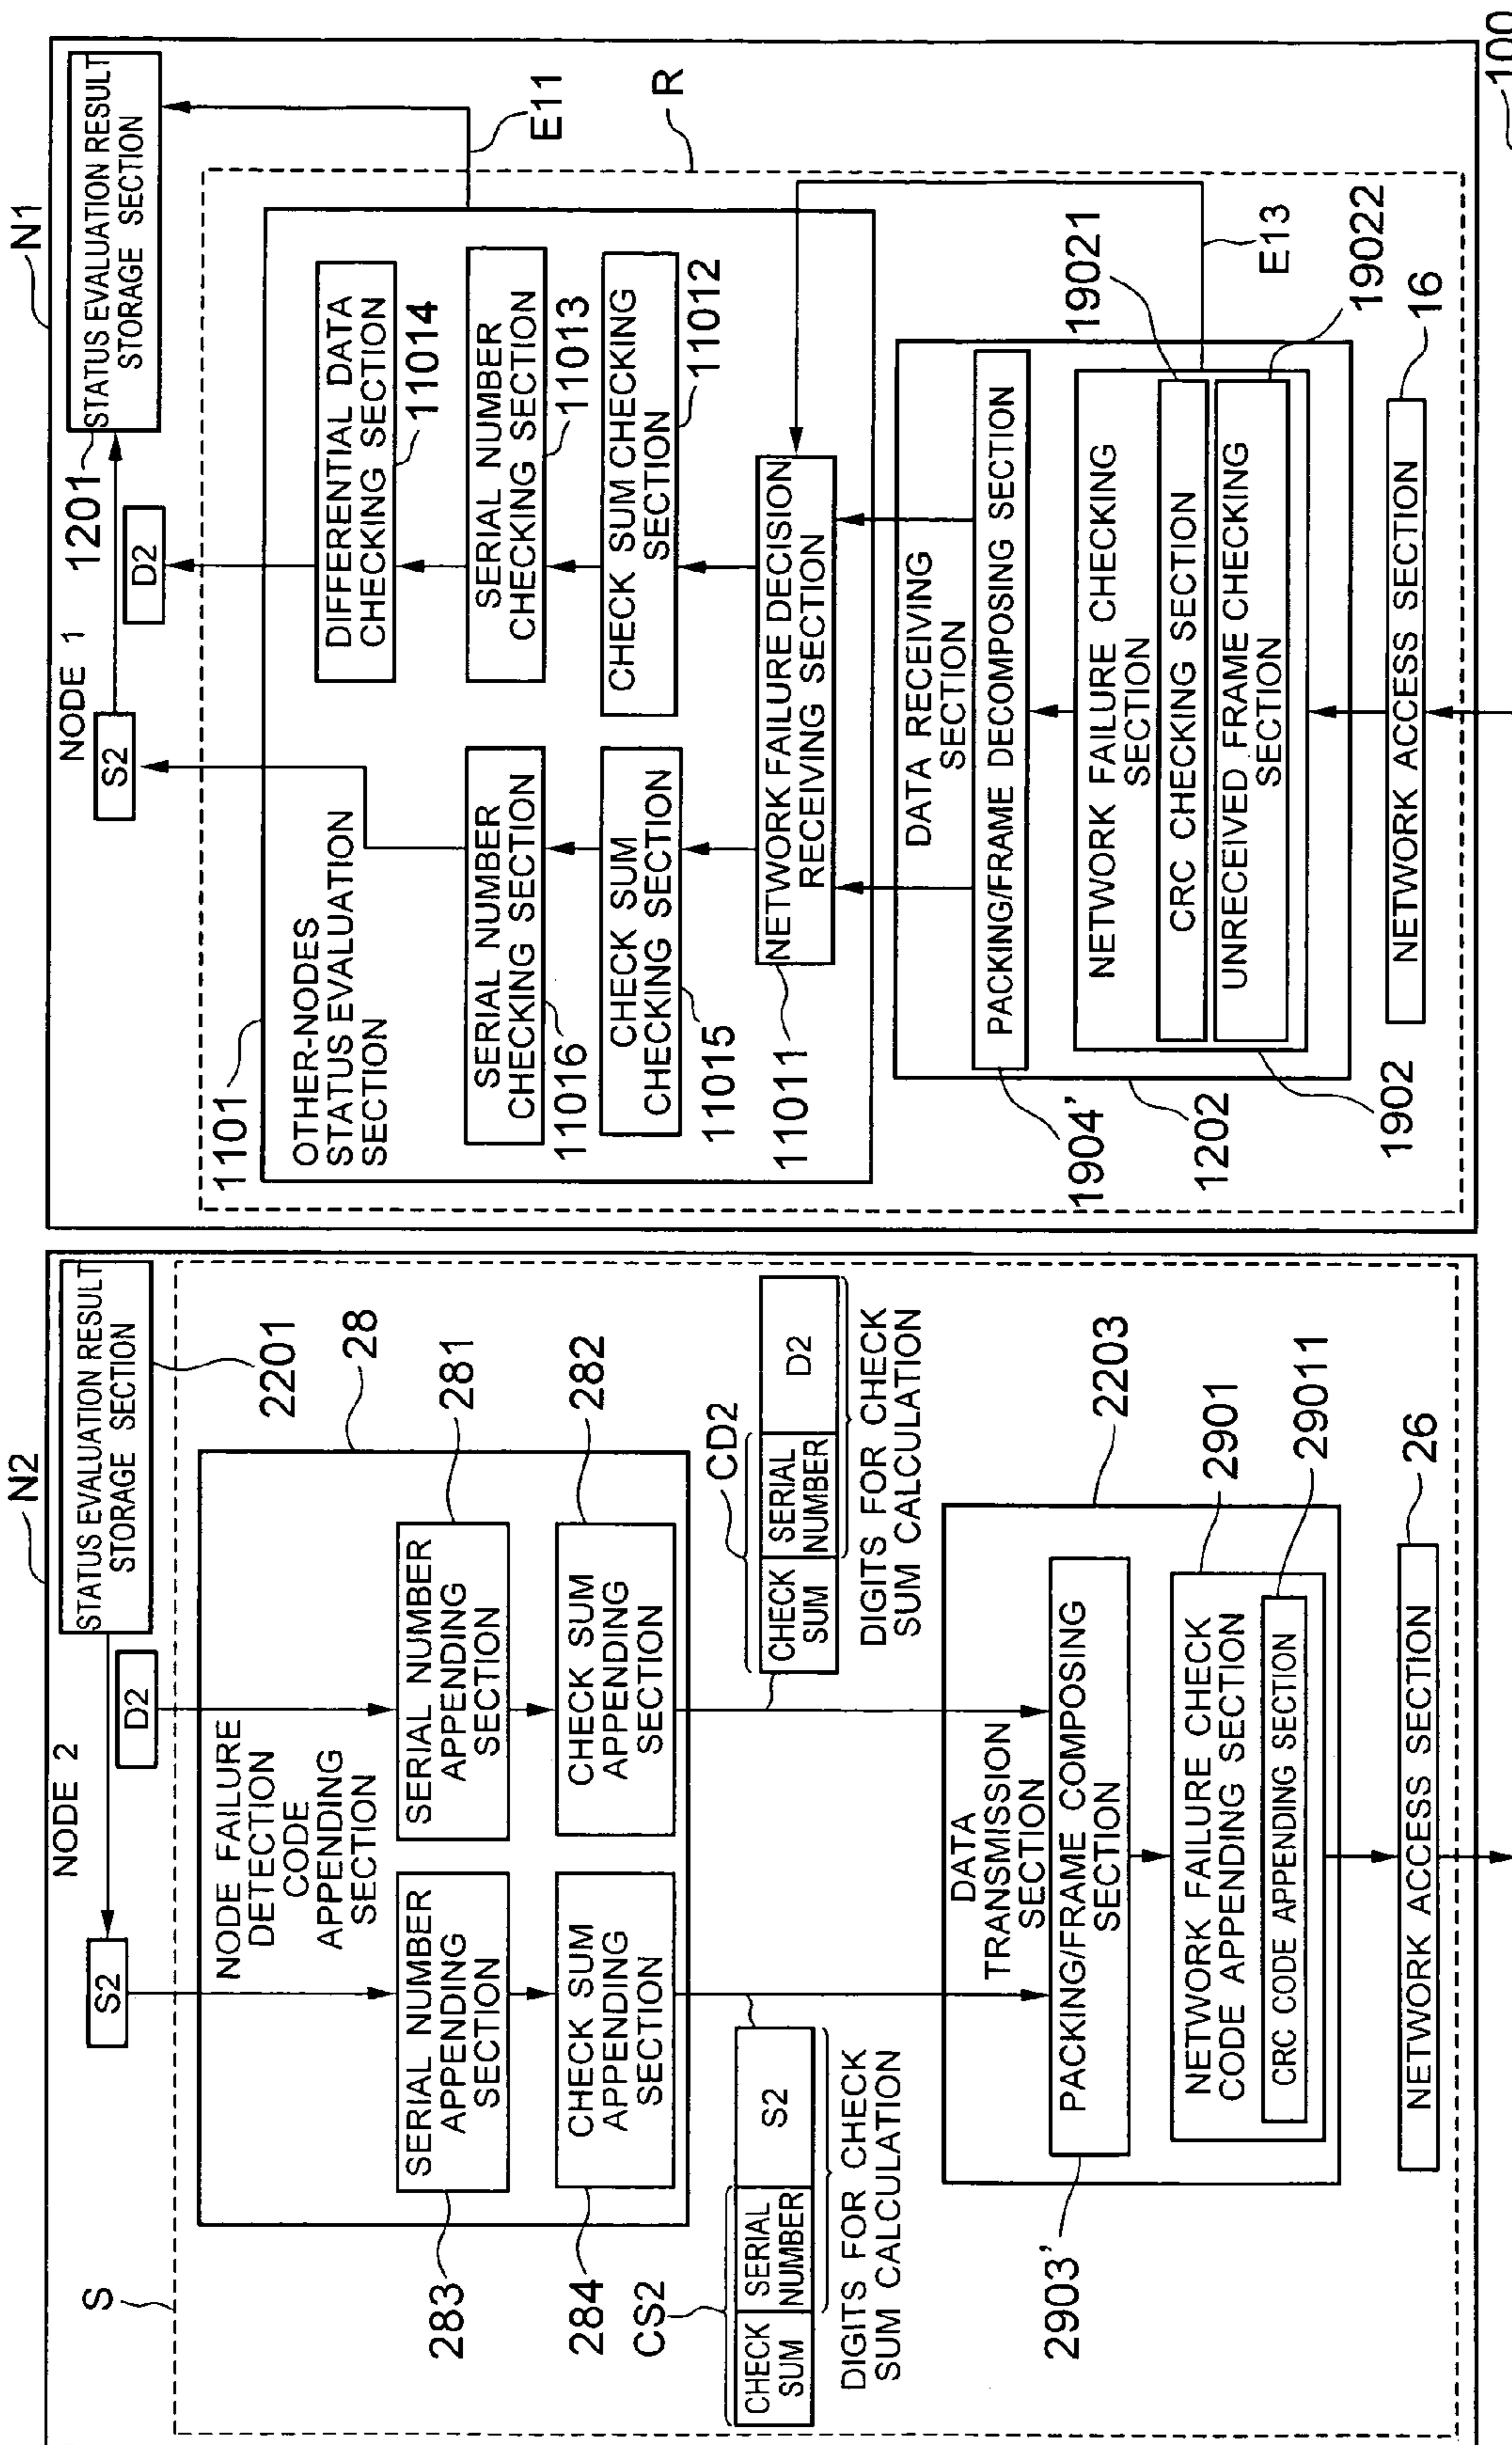 N2
NODE 2
STATUS EVALUATION RESULT
STORAGE SECTION
2201
S2
D2
S
NODE FAILURE
DETECTION
CODE
APPENDING
SECTION
28
SERIAL NUMBER
APPENDING
SECTION
283
SERIAL NUMBER
APPENDING
SECTION
281
CHECK SUM
APPENDING
SECTION
284
CHECK SUM
APPENDING
SECTION
282
CS2
CHECK
SUM
SERIAL
NUMBER
S2
DIGITS FOR CHECK
SUM CALCULATION
CD2
CHECK
SUM
SERIAL
NUMBER
D2
DIGITS FOR CHECK
SUM CALCULATION
DATA
TRANSMISSION
SECTION
2203
PACKING/FRAME COMPOSING
SECTION
2903'
NETWORK FAILURE CHECK
CODE APPENDING SECTION
2901
CRC CODE APPENDING SECTION
29011
NETWORK ACCESS SECTION
26
N1
NODE 1
1201
STATUS EVALUATION RESULT
STORAGE SECTION
S2
D2
E11
R
1101
OTHER-NODES
STATUS EVALUATION
SECTION
DIFFERENTIAL DATA
CHECKING SECTION
11014
SERIAL NUMBER
CHECKING SECTION
11016
SERIAL NUMBER
CHECKING SECTION
11013
CHECK SUM
CHECKING SECTION
11015
CHECK SUM CHECKING
SECTION
11012
NETWORK FAILURE DECISION
RECEIVING SECTION
11011
DATA RECEIVING
SECTION
PACKING/FRAME DECOMPOSING SECTION
1904'
NETWORK FAILURE CHECKING
SECTION
CRC CHECKING SECTION
19021
UNRECEIVED FRAME CHECKING
SECTION
19022
E13
1202
1902
NETWORK ACCESS SECTION
16
100